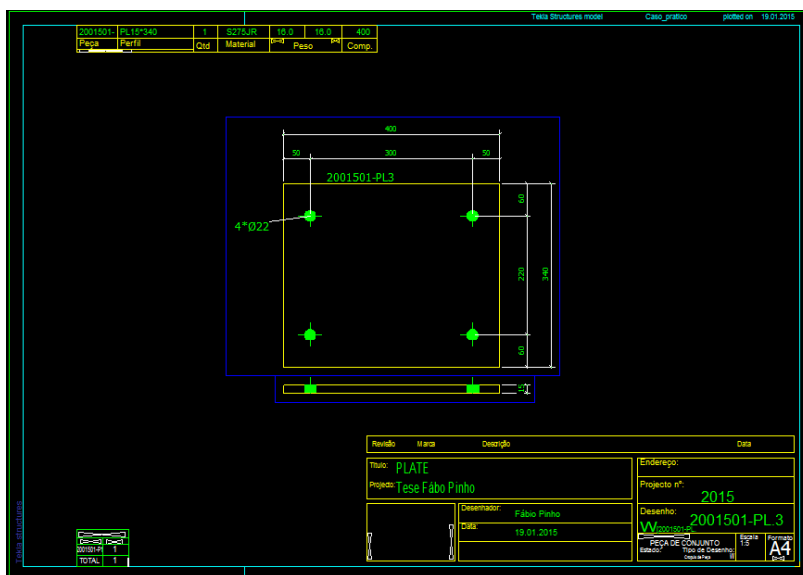 Tekla Structures model Caso_pratico plotted on 19.01.2015
2001501- PL15*340 1 S275JR 16.0 16.0 400
Peça Perfil Qtd Material Peso Comp.
400
50 300 50
2001501-PL3
4*Ø22
60
220
340
60
15
Revisão Marca Descrição Data
Titulo: PLATE
Projecto: Tese Fábo Pinho
Endereço:
Projecto nº:
2015
Desenhador: Fábio Pinho
Data: 19.01.2015
Desenho: 2001501-PL.3
W/2001501-PL.
PEÇA DE CONJUNTO
Estado: Tipo de Desenho: W
Escala
1:5
Formato
A4
2001501-Pl 1
TOTAL 1
Tekla structures